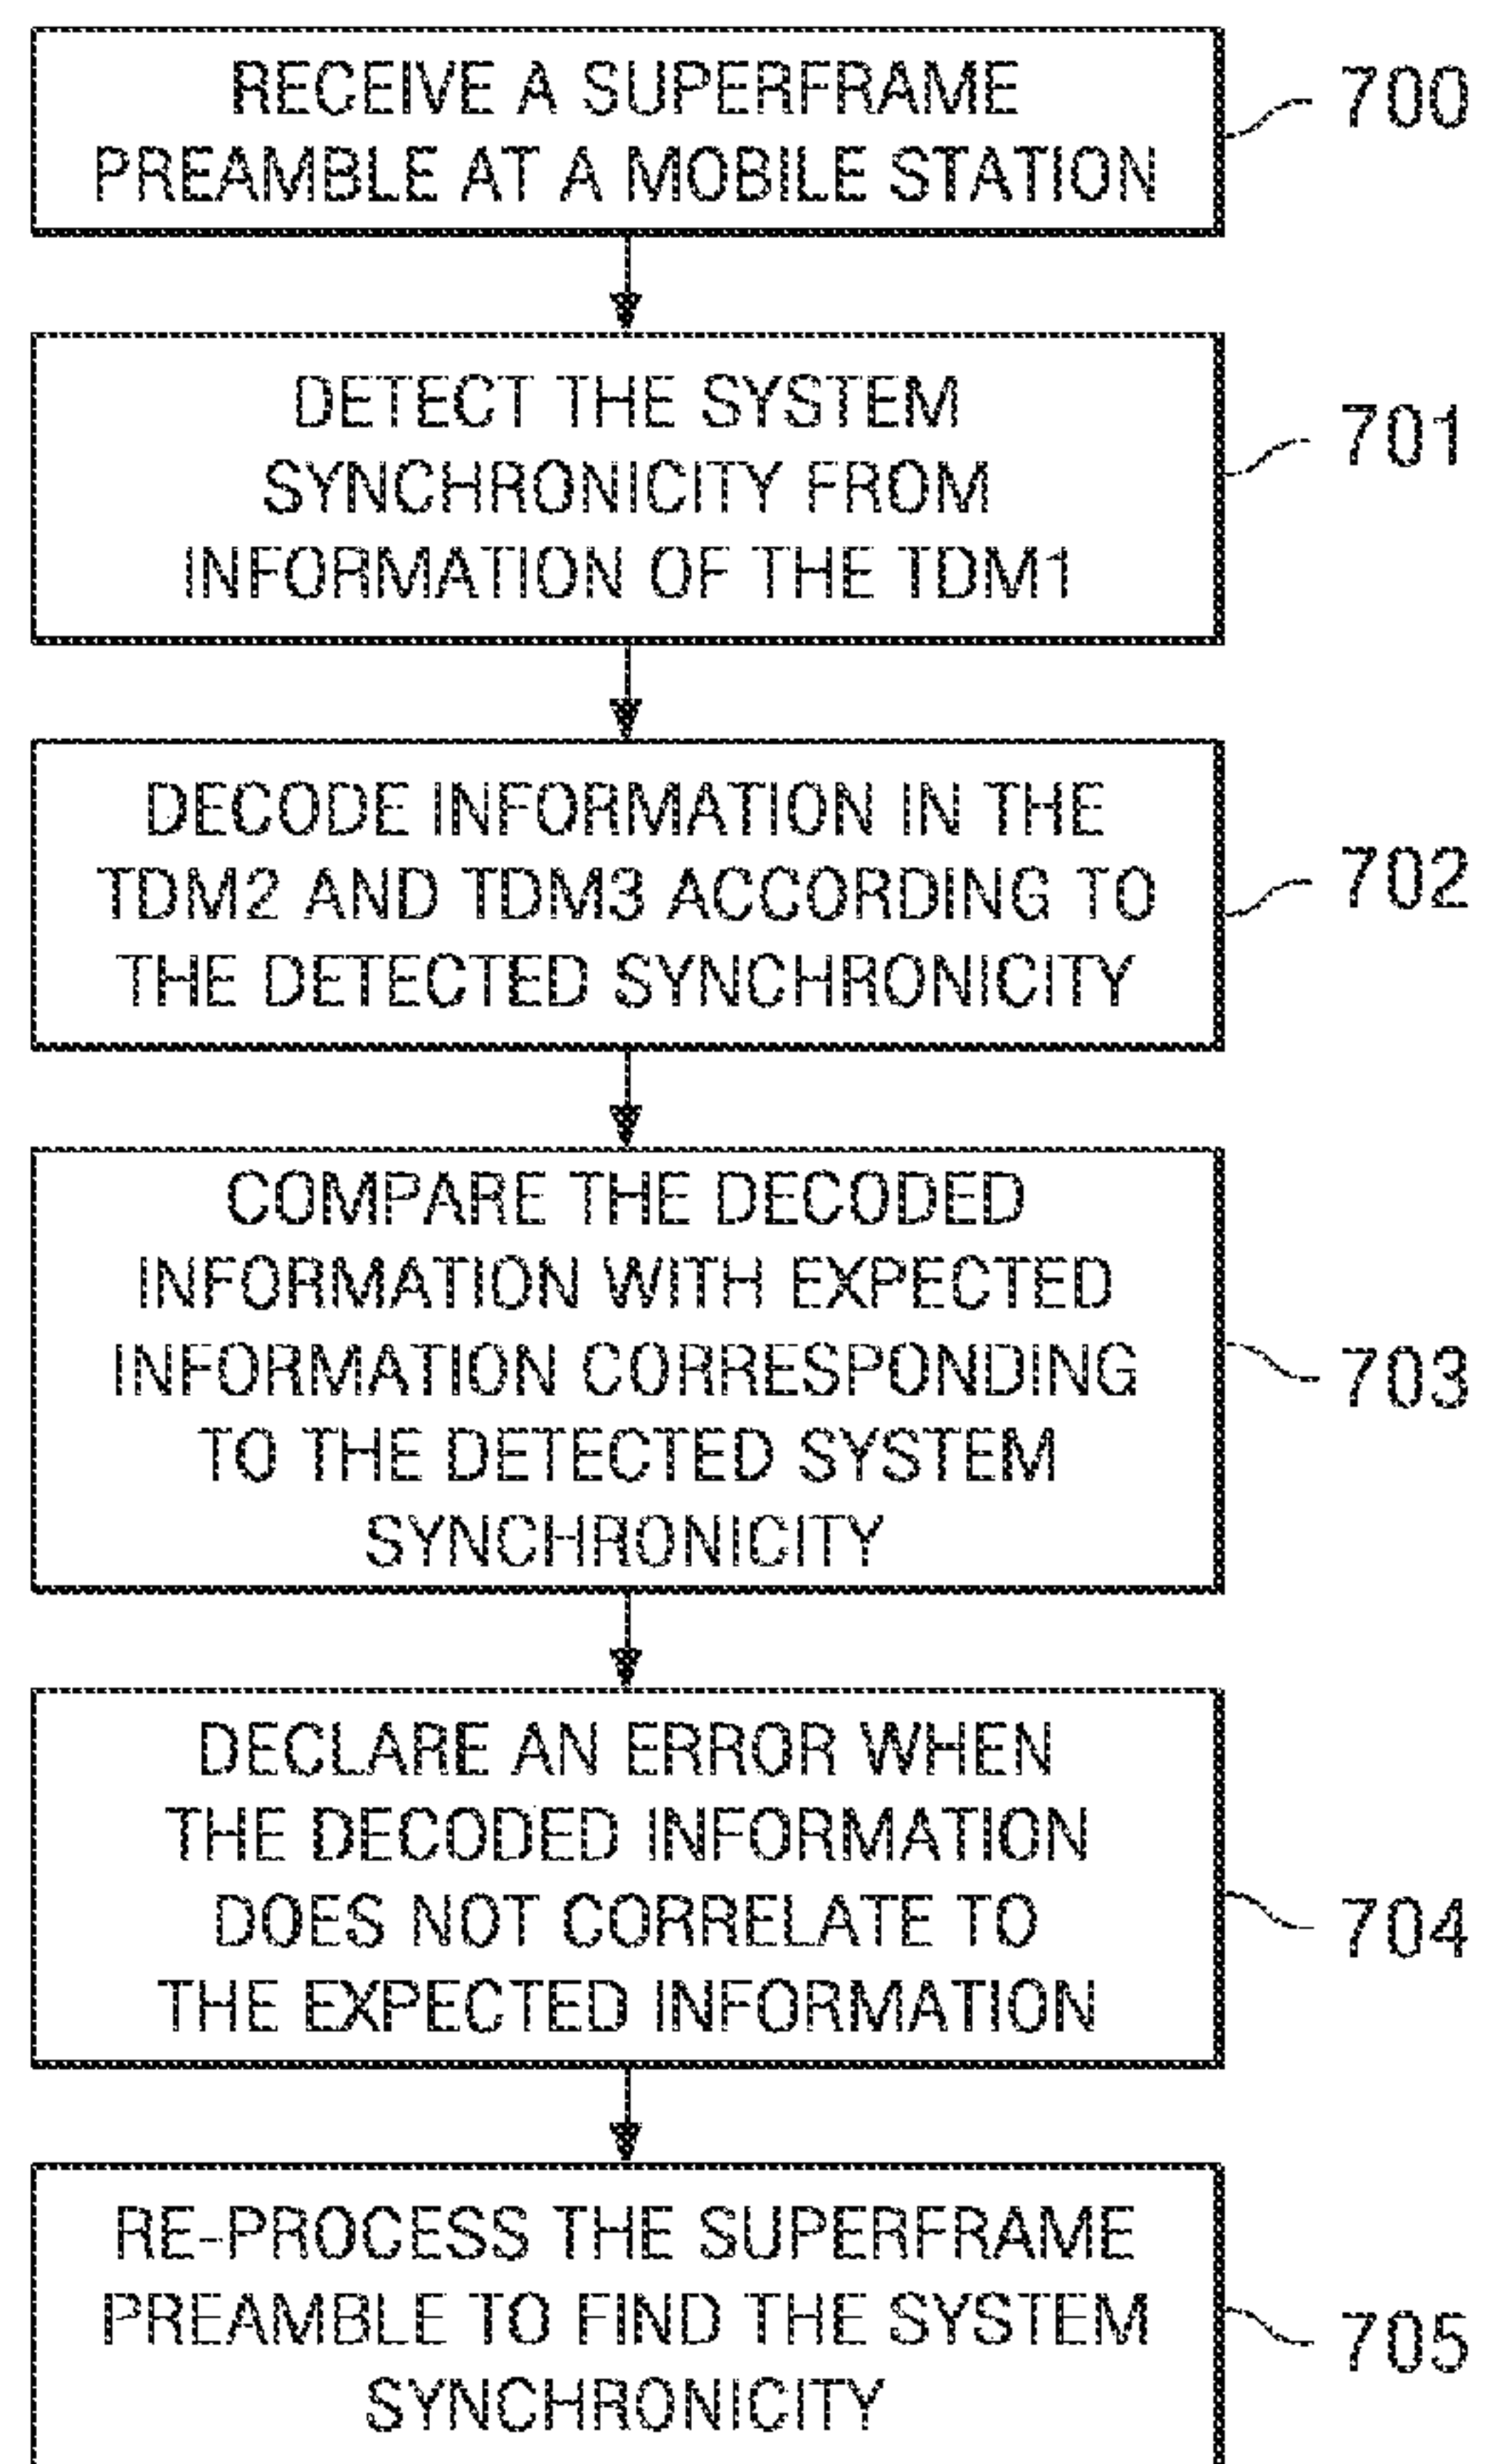 RECEIVE A SUPERFRAME
PREAMBLE AT A MOBILE STATION
700
DETECT THE SYSTEM
SYNCHRONICITY FROM
INFORMATION OF THE TDM1
701
DECODE INFORMATION IN THE
TDM2 AND TDM3 ACCORDING TO
THE DETECTED SYNCHRONICITY
702
COMPARE THE DECODED
INFORMATION WITH EXPECTED
INFORMATION CORRESPONDING
TO THE DETECTED SYSTEM
SYNCHRONICITY
703
DECLARE AN ERROR WHEN
THE DECODED INFORMATION
DOES NOT CORRELATE TO
THE EXPECTED INFORMATION
704
RE-PROCESS THE SUPERFRAME
PREAMBLE TO FIND THE SYSTEM
SYNCHRONICITY
705